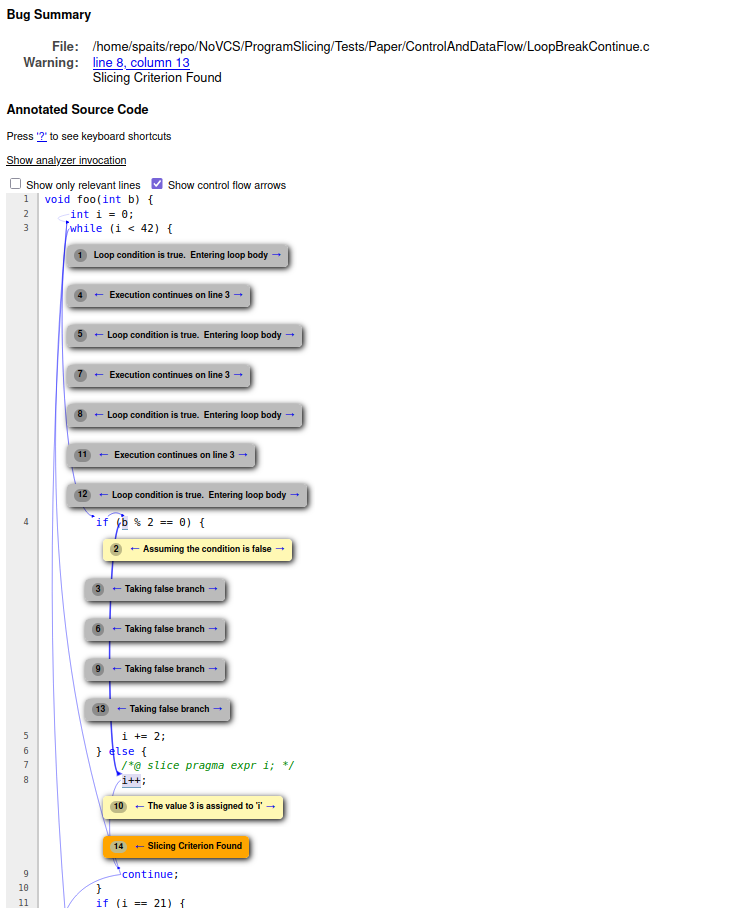 Bug Summary
File: /home/spaits/repo/NoVCS/ProgramSlicing/Tests/Paper/ControlAndDataFlow/LoopBreakContinue.c
Warning: line 8, column 13
Slicing Criterion Found
Annotated Source Code
Press '?' to see keyboard shortcuts
Show analyzer invocation
Show only relevant lines Show control flow arrows
1 void foo(int b) {
2 int i = 0;
3 while (i < 42) {
1 Loop condition is true. Entering loop body →
4 ← Execution continues on line 3 →
5 ← Loop condition is true. Entering loop body →
7 ← Execution continues on line 3 →
8 ← Loop condition is true. Entering loop body →
11 ← Execution continues on line 3 →
12 ← Loop condition is true. Entering loop body →
4 if (b % 2 == 0) {
2 ← Assuming the condition is false →
3 ← Taking false branch →
6 ← Taking false branch →
9 ← Taking false branch →
13 ← Taking false branch →
5 i += 2;
6 } else {
7 /*@ slice pragma expr i; */
8 i++;
10 ← The value 3 is assigned to 'i' →
14 ← Slicing Criterion Found
9 continue;
10 }
11 if (i == 21) {